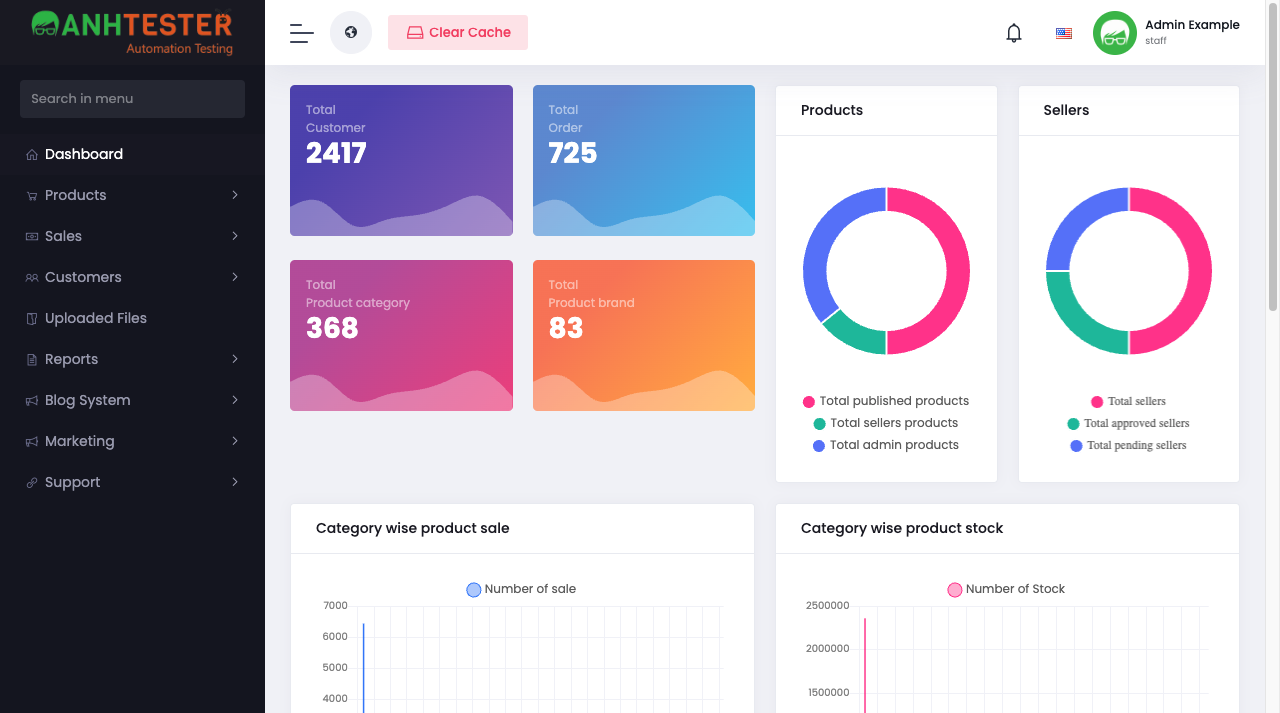 ANHTESTER
Automation Testing
Search in menu
Dashboard
Products
Sales
Customers
Uploaded Files
Reports
Blog System
Marketing
Support
Clear Cache
Admin Example
staff
Total
Customer
2417
Total
Order
725
Total
Product category
368
Total
Product brand
83
Products
Total published products
Total sellers products
Total admin products
Sellers
Total sellers
Total approved sellers
Total pending sellers
Category wise product sale
Number of sale
7000
6000
5000
4000
Category wise product stock
Number of Stock
2500000
2000000
1500000